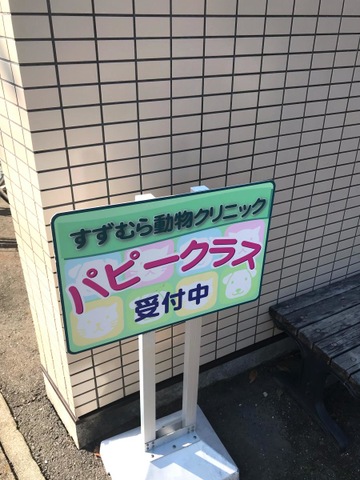 すずむら動物クリニック
パピークラス
受付中